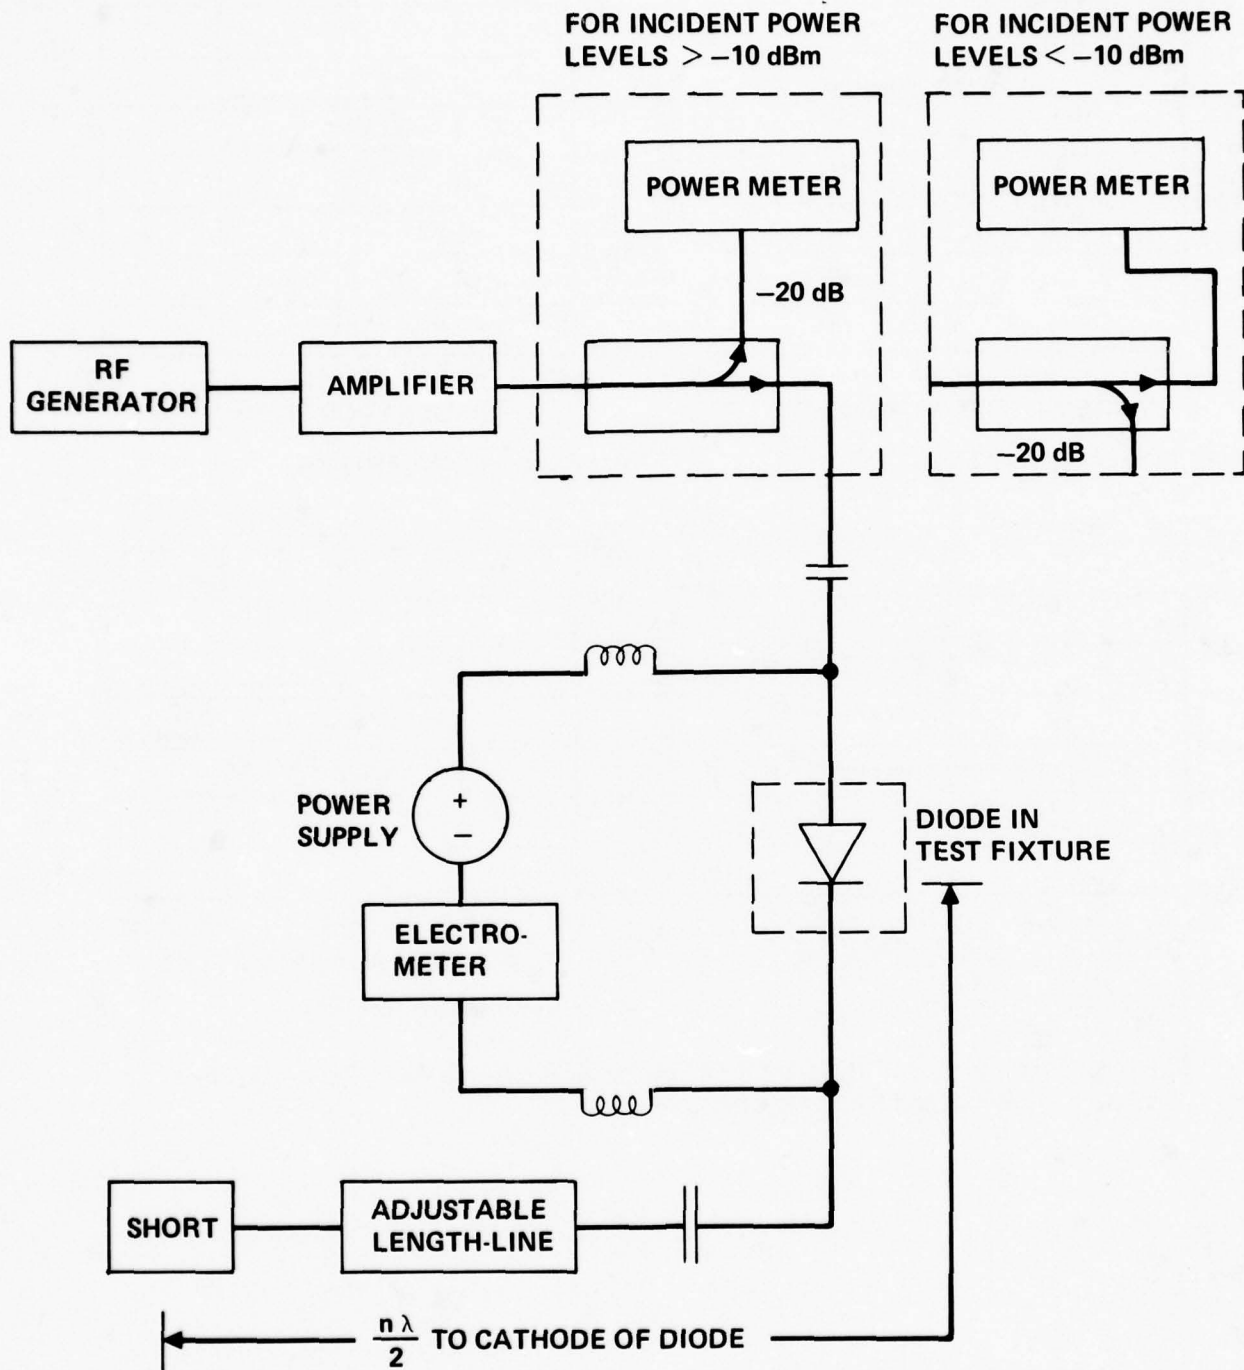 FOR INCIDENT POWER
LEVELS > −10 dBm
FOR INCIDENT POWER
LEVELS < −10 dBm
POWER METER
POWER METER
−20 dB
RF
GENERATOR
AMPLIFIER
−20 dB
POWER
SUPPLY
+
−
DIODE IN
TEST FIXTURE
ELECTRO-
METER
SHORT
ADJUSTABLE
LENGTH-LINE
nλ/2 TO CATHODE OF DIODE